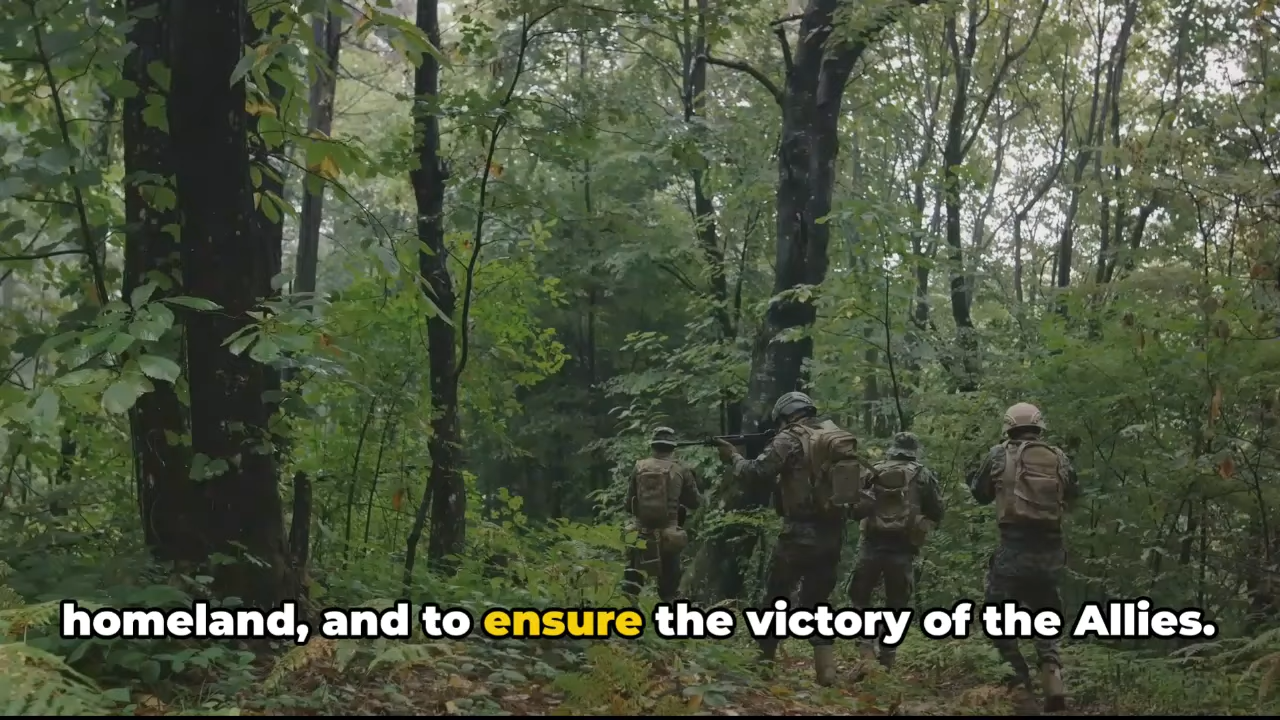 homeland, and to ensure the victory of the Allies.